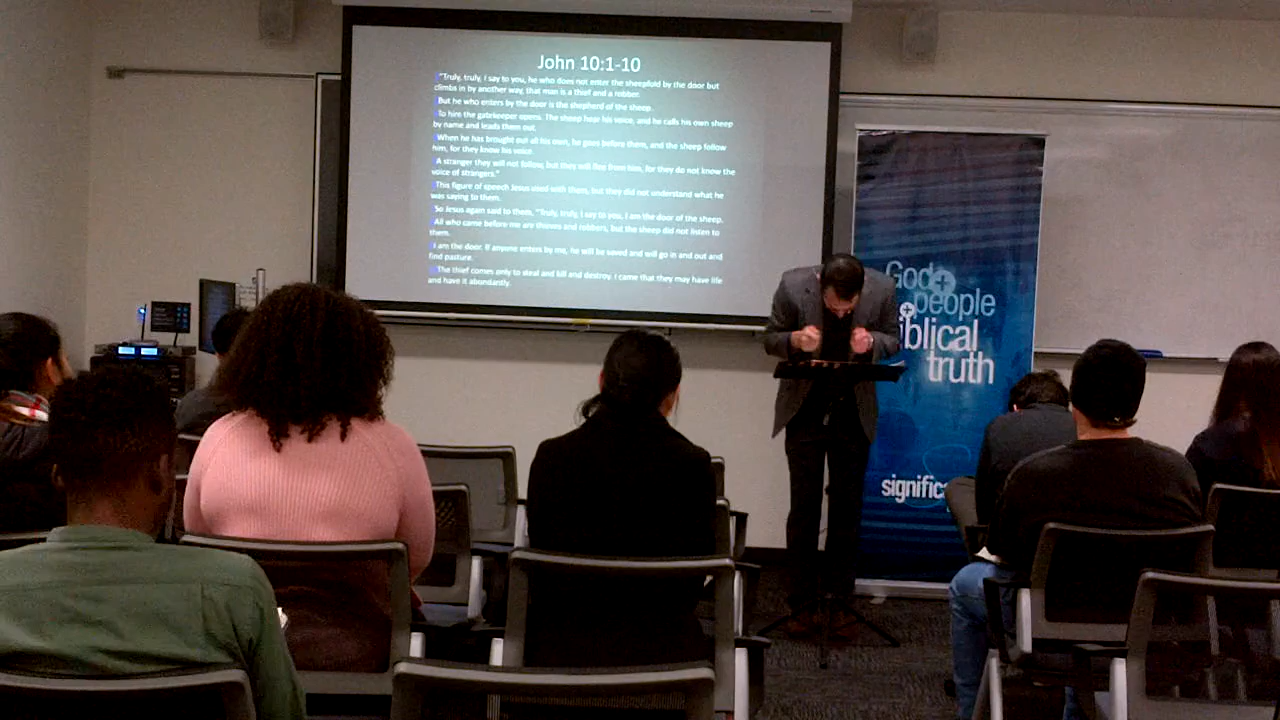 John 10:1-10
"Truly, truly, I say to you, he who does not enter the sheepfold by the door but
climbs in by another way, that man is a thief and a robber.
But he who enters by the door is the shepherd of the sheep.
To him the gatekeeper opens. The sheep hear his voice, and he calls his own sheep
by name and leads them out.
When he has brought out all his own, he goes before them, and the sheep follow
him, for they know his voice.
A stranger they will not follow, but they will flee from him, for they do not know the
voice of strangers."
This figure of speech Jesus used with them, but they did not understand what he
was saying to them.
So Jesus again said to them, "Truly, truly, I say to you, I am the door of the sheep.
All who came before me are thieves and robbers, but the sheep did not listen to
them.
I am the door. If anyone enters by me, he will be saved and will go in and out and
find pasture.
The thief comes only to steal and kill and destroy. I came that they may have life
and have it abundantly.
God+
people
+iblical
truth
signific